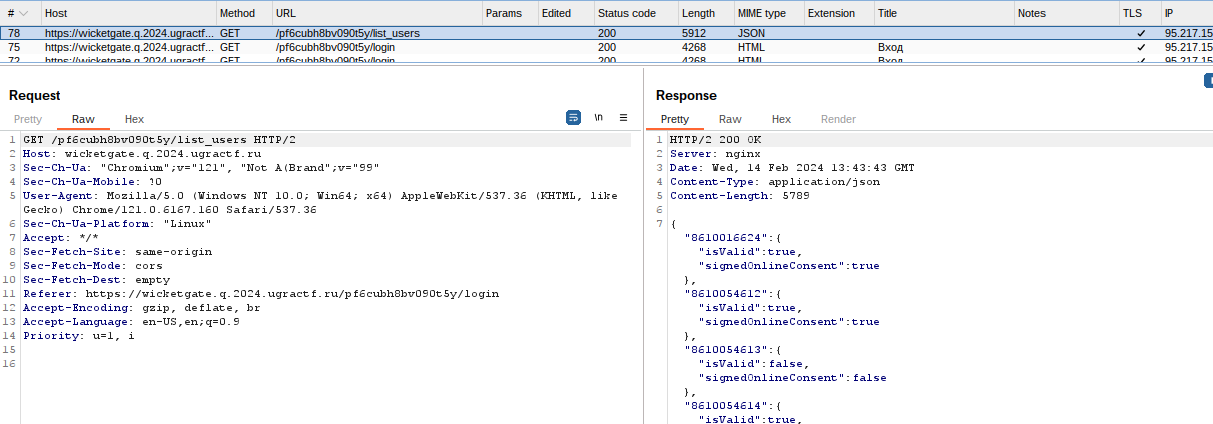 # Host Method URL Params Edited Status code Length MIME type Extension Title Notes TLS IP
78 https://wicketgate.q.2024.ugractf... GET /pf6cubh8bv090t5y/list_users 200 5912 JSON ✓ 95.217.15
75 https://wicketgate.q.2024.ugractf... GET /pf6cubh8bv090t5y/login 200 4268 HTML Вход ✓ 95.217.15
72 https://wicketgate.q.2024.ugractf... GET /pf6cubh8bv090t5y/login 200 4268 HTML Вход ✓ 95.217.15
Request
Pretty Raw Hex
\n
1 GET /pf6cubh8bv090t5y/list_users HTTP/2
2 Host: wicketgate.q.2024.ugractf.ru
3 Sec-Ch-Ua: "Chromium";v="121", "Not A(Brand";v="99"
4 Sec-Ch-Ua-Mobile: ?0
5 User-Agent: Mozilla/5.0 (Windows NT 10.0; Win64; x64) AppleWebKit/537.36 (KHTML, like
Gecko) Chrome/121.0.6167.160 Safari/537.36
6 Sec-Ch-Ua-Platform: "Linux"
7 Accept: */*
8 Sec-Fetch-Site: same-origin
9 Sec-Fetch-Mode: cors
10 Sec-Fetch-Dest: empty
11 Referer: https://wicketgate.q.2024.ugractf.ru/pf6cubh8bv090t5y/login
12 Accept-Encoding: gzip, deflate, br
13 Accept-Language: en-US,en;q=0.9
14 Priority: u=1, i
15
16
Response
Pretty Raw Hex Render
1 HTTP/2 200 OK
2 Server: nginx
3 Date: Wed, 14 Feb 2024 13:43:43 GMT
4 Content-Type: application/json
5 Content-Length: 5789
6
7 {
"8610016624":{
"isValid":true,
"signedOnlineConsent":true
},
"8610054612":{
"isValid":true,
"signedOnlineConsent":true
},
"8610054613":{
"isValid":false,
"signedOnlineConsent":false
},
"8610054614":{
"isValid":true,